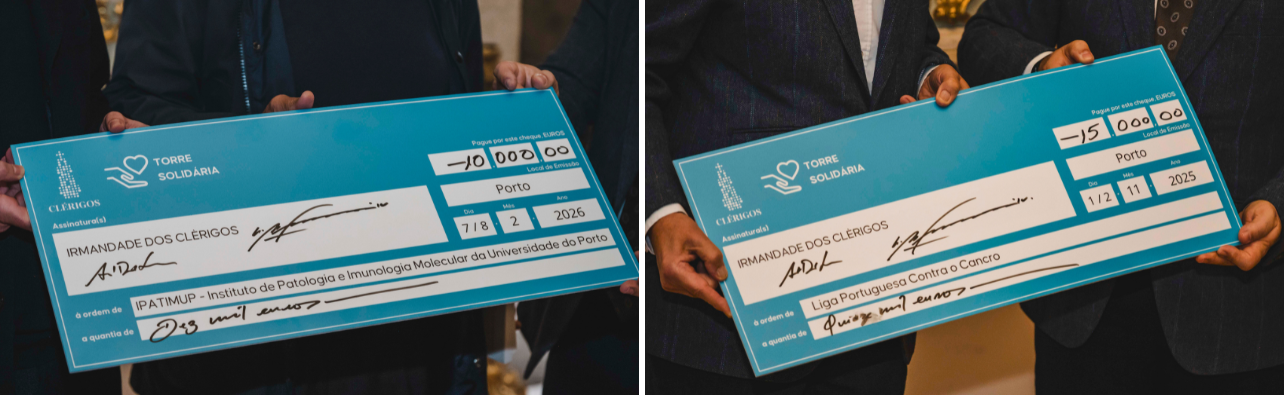 CLÉRIGOS
TORRE
SOLIDÁRIA
Pague por este cheque, EUROS
—10 000,00
Local de Emissão
Porto
Dia Mês Ano
7/8 2 2026
Assinatura(s)
IRMANDADE DOS CLÉRIGOS
à ordem de IPATIMUP - Instituto de Patologia e Imunologia Molecular da Universidade do Porto
a quantia de Dez mil euros
CLÉRIGOS
TORRE
SOLIDÁRIA
Pague por este cheque, EUROS
—15.000,00
Local de Emissão
Porto
Dia Mês Ano
1/2 11 2025
Assinatura(s)
IRMANDADE DOS CLÉRIGOS
à ordem de Liga Portuguesa Contra o Cancro
a quantia de Quinze mil euros